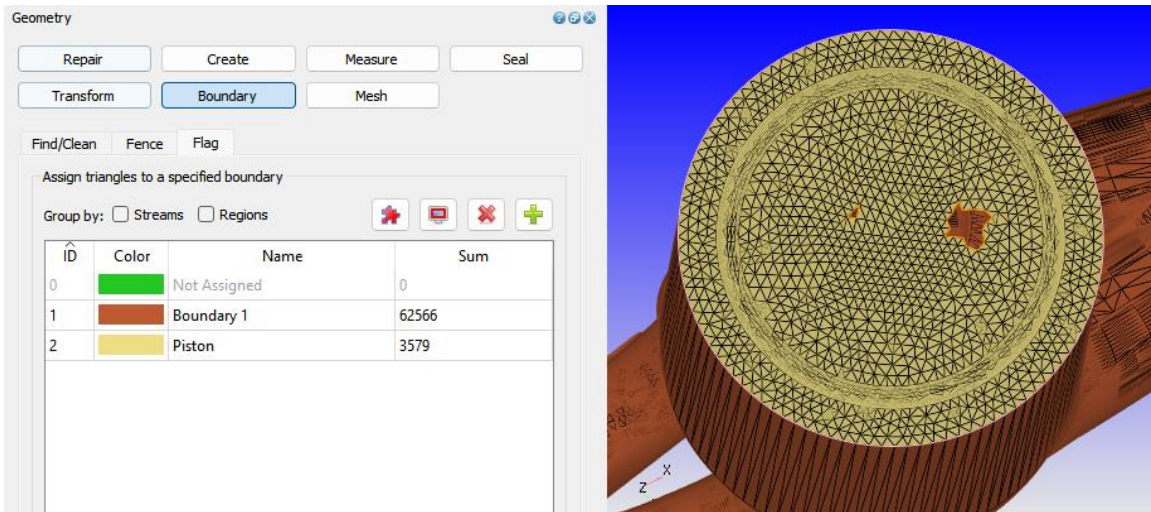 Geometry
Repair Create Measure Seal
Transform Boundary Mesh
Find/Clean Fence Flag
Assign triangles to a specified boundary
Group by: Streams Regions
ID Color Name Sum
0 Not Assigned 0
1 Boundary 1 62566
2 Piston 3579
X
Z